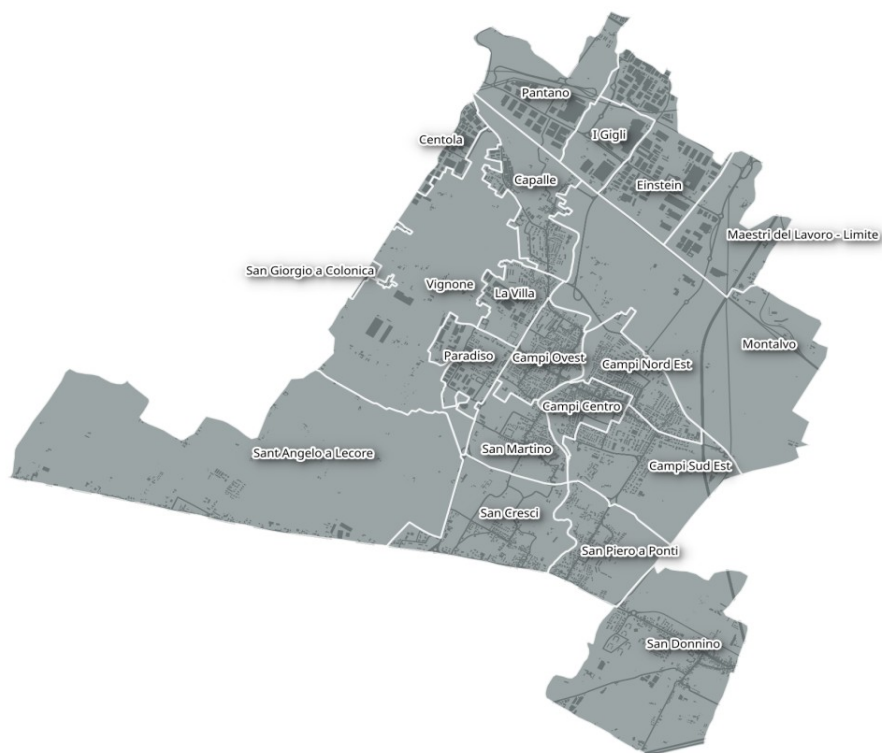 Pantano
I Gigli
Centola
Capalle
Einstein
Maestri del Lavoro - Limite
San Giorgio a Colonica
Vignone
La Villa
Montalvo
Paradiso
Campi Ovest
Campi Nord Est
Campi Centro
San Martino
Sant'Angelo a Lecore
Campi Sud Est
San Cresci
San Piero a Ponti
San Donnino